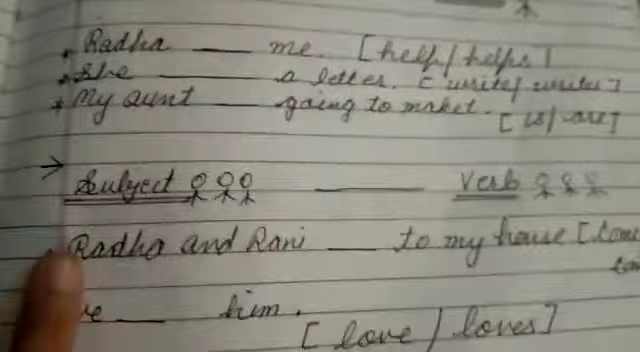 Radha ___ me. [help/helps]
She ___ a letter. [write/writes]
My aunt ___ going to market. [is/are]
→ Subject ___ Verb
Radha and Rani ___ to my house [
___ him.
[love/loves]